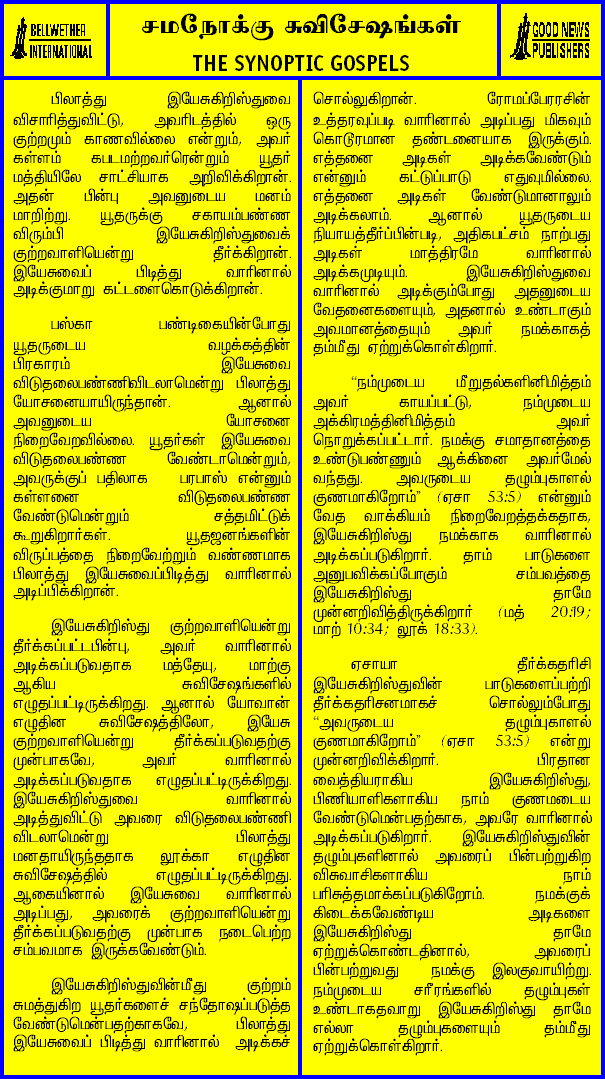 BELLWETHER
INTERNATIONAL
சமநோக்கு சுவிசேஷங்கள்
THE SYNOPTIC GOSPELS
GOOD NEWS
PUBLISHERS
பிலாத்து இயேசுகிறிஸ்துவை
விசாரித்துவிட்டு, அவரிடத்தில் ஒரு
குற்றமும் காணவில்லை என்றும், அவர்
கள்ளம் கபடமற்றவர்ரென்றும் யூதர்
மத்தியிலே சாட்சியாக அறிவிக்கிறான்.
அதன் பின்பு அவனுடைய மனம்
மாறிற்று. யூதருக்கு சகாயம்பண்ண
விரும்பி இயேசுகிறிஸ்துவைக்
குற்றவாளியென்று தீர்க்கிறான்.
இயேசுவைப் பிடித்து வாரினால்
அடிக்குமாறு கட்டளைகொடுக்கிறான்.
பஸ்கா பண்டிகையின்போது
யூதருடைய வழக்கத்தின்
பிரகாரம் இயேசுவை
விடுதலைபண்ணிவிடலாமென்று பிலாத்து
யோசனையாயிருந்தான். ஆனால்
அவனுடைய யோசனை
நிறைவேறவில்லை. யூதர்கள் இயேசுவை
விடுதலைபண்ண வேண்டாமென்றும்,
அவருக்குப் பதிலாக பரபாஸ் என்னும்
கள்ளனை விடுதலைபண்ண
வேண்டுமென்றும் சத்தமிட்டுக்
கூறுகிறார்கள். யூதஜனங்களின்
விருப்பத்தை நிறைவேற்றும் வண்ணமாக
பிலாத்து இயேசுவைப்பிடித்து வாரினால்
அடிப்பிக்கிறான்.
இயேசுகிறிஸ்து குற்றவாளியென்று
தீர்க்கப்பட்டபின்பு, அவர் வாரினால்
அடிக்கப்படுவதாக மத்தேயு, மாற்கு
ஆகிய சுவிசேஷங்களில்
எழுதப்பட்டிருக்கிறது. ஆனால் யோவான்
எழுதின சுவிசேஷத்திலோ, இயேசு
குற்றவாளியென்று தீர்க்கப்படுவதற்கு
முன்பாகவே, அவர் வாரினால்
அடிக்கப்படுவதாக எழுதப்பட்டிருக்கிறது.
இயேசுகிறிஸ்துவை வாரினால்
அடித்துவிட்டு அவரை விடுதலைபண்ணி
விடலாமென்று பிலாத்து
மனதாயிருந்ததாக லூக்கா எழுதின
சுவிசேஷத்தில் எழுதப்பட்டிருக்கிறது.
ஆகையினால் இயேசுவை வாரினால்
அடிப்பது, அவரைக் குற்றவாளியென்று
தீர்க்கப்படுவதற்கு முன்பாக நடைபெற்ற
சம்பவமாக இருக்கவேண்டும்.
இயேசுகிறிஸ்துவின்மீது குற்றம்
சுமத்துகிற யூதர்களைச் சந்தோஷப்படுத்த
வேண்டுமென்பதற்காகவே, பிலாத்து
இயேசுவைப் பிடித்து வாரினால் அடிக்கச்
சொல்லுகிறான். ரோமப்பேரரசின்
உத்தரவுப்படி வாரினால் அடிப்பது மிகவும்
கொடூரமான தண்டனையாக இருக்கும்.
எத்தனை அடிகள் அடிக்கவேண்டும்
என்னும் கட்டுப்பாடு எதுவுமில்லை.
எத்தனை அடிகள் வேண்டுமானாலும்
அடிக்கலாம். ஆனால் யூதருடைய
நியாயத்தீர்ப்பின்படி, அதிகபட்சம் நாற்பது
அடிகள் மாத்திரமே வாரினால்
அடிக்கமுடியும். இயேசுகிறிஸ்துவை
வாரினால் அடிக்கும்போது அதனுடைய
வேதனைகளையும், அதனால் உண்டாகும்
அவமானத்தையும் அவர் நமக்காகத்
தம்மீது ஏற்றுக்கொள்கிறார்.
“நம்முடைய மீறுதல்களினிமித்தம்
அவர் காயப்பட்டு, நம்முடைய
அக்கிரமத்தினிமித்தம் அவர்
நொறுக்கப்பட்டார். நமக்கு சமாதானத்தை
உண்டுபண்ணும் ஆக்கினை அவர்மேல்
வந்தது. அவருடைய தழும்புகாளல்
குணமாகிறோம்” (ஏசா 53:5) என்னும்
வேத வாக்கியம் நிறைவேறத்தக்கதாக,
இயேசுகிறிஸ்து நமக்காக வாரினால்
அடிக்கப்படுகிறார். தாம் பாடுகளை
அனுபவிக்கப்போகும் சம்பவத்தை
இயேசுகிறிஸ்து தாமே
முன்னறிவித்திருக்கிறார் (மத் 20:19;
மாற் 10:34; லூக் 18:33).
ஏசாயா தீர்க்கதரிசி
இயேசுகிறிஸ்துவின் பாடுகளைப்பற்றி
தீர்க்கதரிசனமாகச் சொல்லும்போது
“அவருடைய தழும்புகாளல்
குணமாகிறோம்” (ஏசா 53:5) என்று
முன்னறிவிக்கிறார். பிரதான
வைத்தியராகிய இயேசுகிறிஸ்து,
பிணியாளிகளாகிய நாம் குணமடைய
வேண்டுமென்பதற்காக, அவரே வாரினால்
அடிக்கப்படுகிறார். இயேசுகிறிஸ்துவின்
தழும்புகளினால் அவரைப் பின்பற்றுகிற
விசுவாசிகளாகிய நாம்
பரிசுத்தமாக்கப்படுகிறோம். நமக்குக்
கிடைக்கவேண்டிய அடிகளை
இயேசுகிறிஸ்து தாமே
ஏற்றுக்கொண்டதினால், அவரைப்
பின்பற்றுவது நமக்கு இலகுவாயிற்று.
நம்முடைய சரீரங்களில் தழும்புகள்
உண்டாகதவாறு இயேசுகிறிஸ்து தாமே
எல்லா தழும்புகளையும் தம்மீது
ஏற்றுக்கொள்கிறார்.